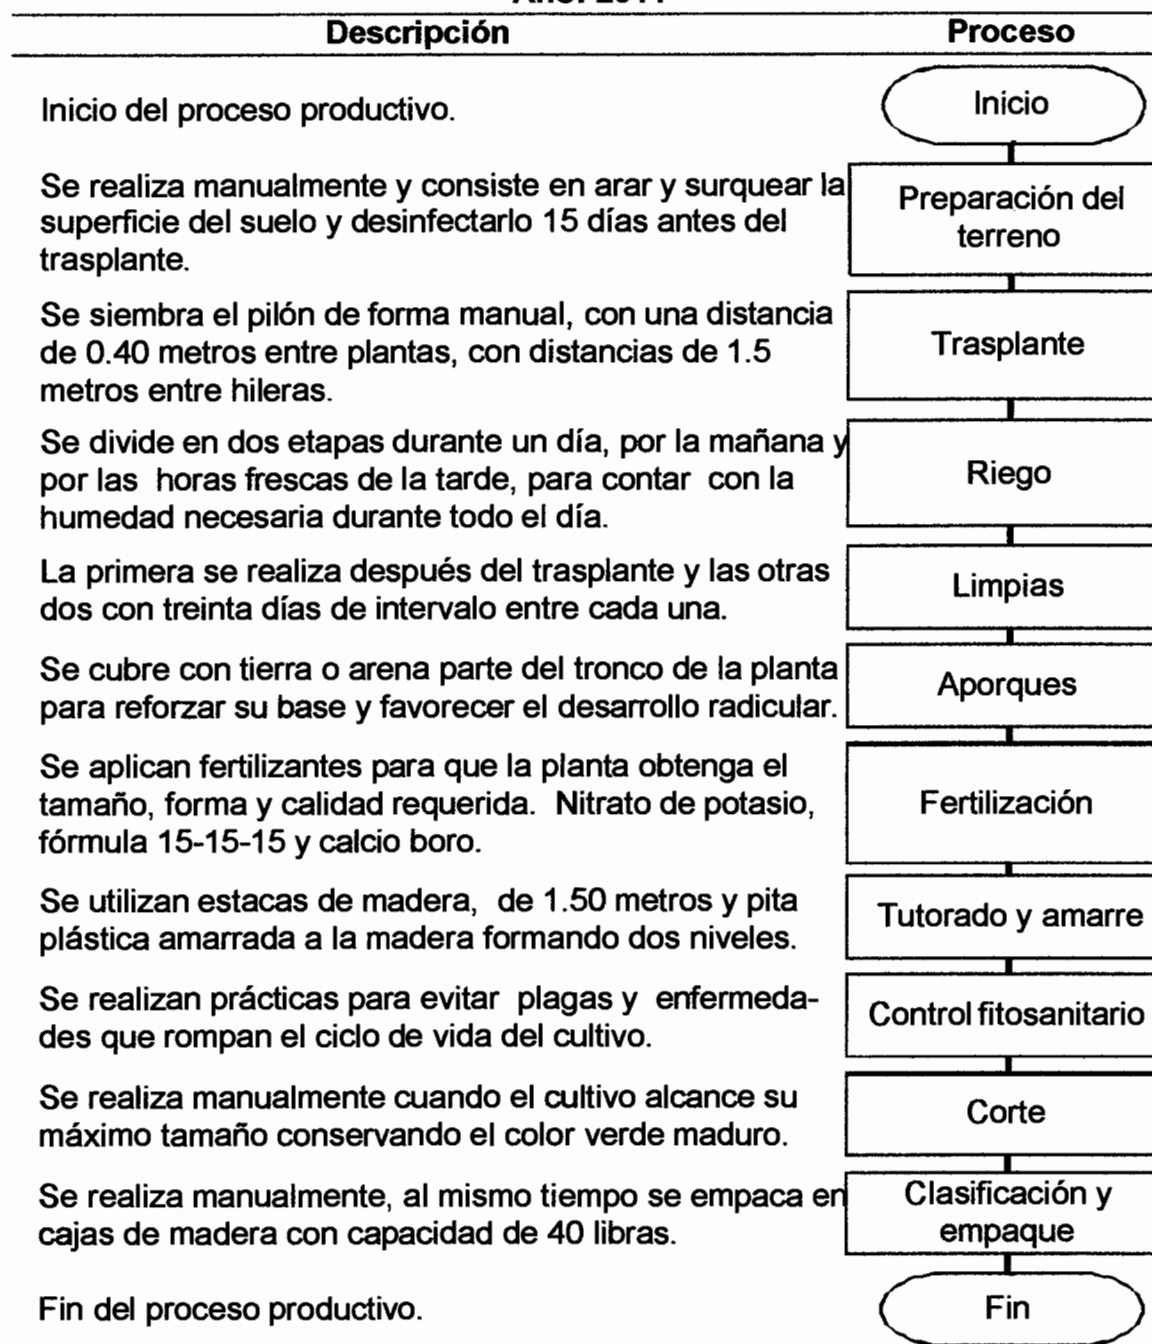 Descripción Proceso
Inicio del proceso productivo.
Inicio
Se realiza manualmente y consiste en arar y surquear la
superficie del suelo y desinfectarlo 15 días antes del
trasplante.
Preparación del
terreno
Se siembra el pilón de forma manual, con una distancia
de 0.40 metros entre plantas, con distancias de 1.5
metros entre hileras.
Trasplante
Se divide en dos etapas durante un día, por la mañana y
por las horas frescas de la tarde, para contar con la
humedad necesaria durante todo el día.
Riego
La primera se realiza después del trasplante y las otras
dos con treinta días de intervalo entre cada una.
Limpias
Se cubre con tierra o arena parte del tronco de la planta
para reforzar su base y favorecer el desarrollo radicular.
Aporques
Se aplican fertilizantes para que la planta obtenga el
tamaño, forma y calidad requerida. Nitrato de potasio,
fórmula 15-15-15 y calcio boro.
Fertilización
Se utilizan estacas de madera, de 1.50 metros y pita
plástica amarrada a la madera formando dos niveles.
Tutorado y amarre
Se realizan prácticas para evitar plagas y enfermeda-
des que rompan el ciclo de vida del cultivo.
Control fitosanitario
Se realiza manualmente cuando el cultivo alcance su
máximo tamaño conservando el color verde maduro.
Corte
Se realiza manualmente, al mismo tiempo se empaca en
cajas de madera con capacidad de 40 libras.
Clasificación y
empaque
Fin del proceso productivo.
Fin